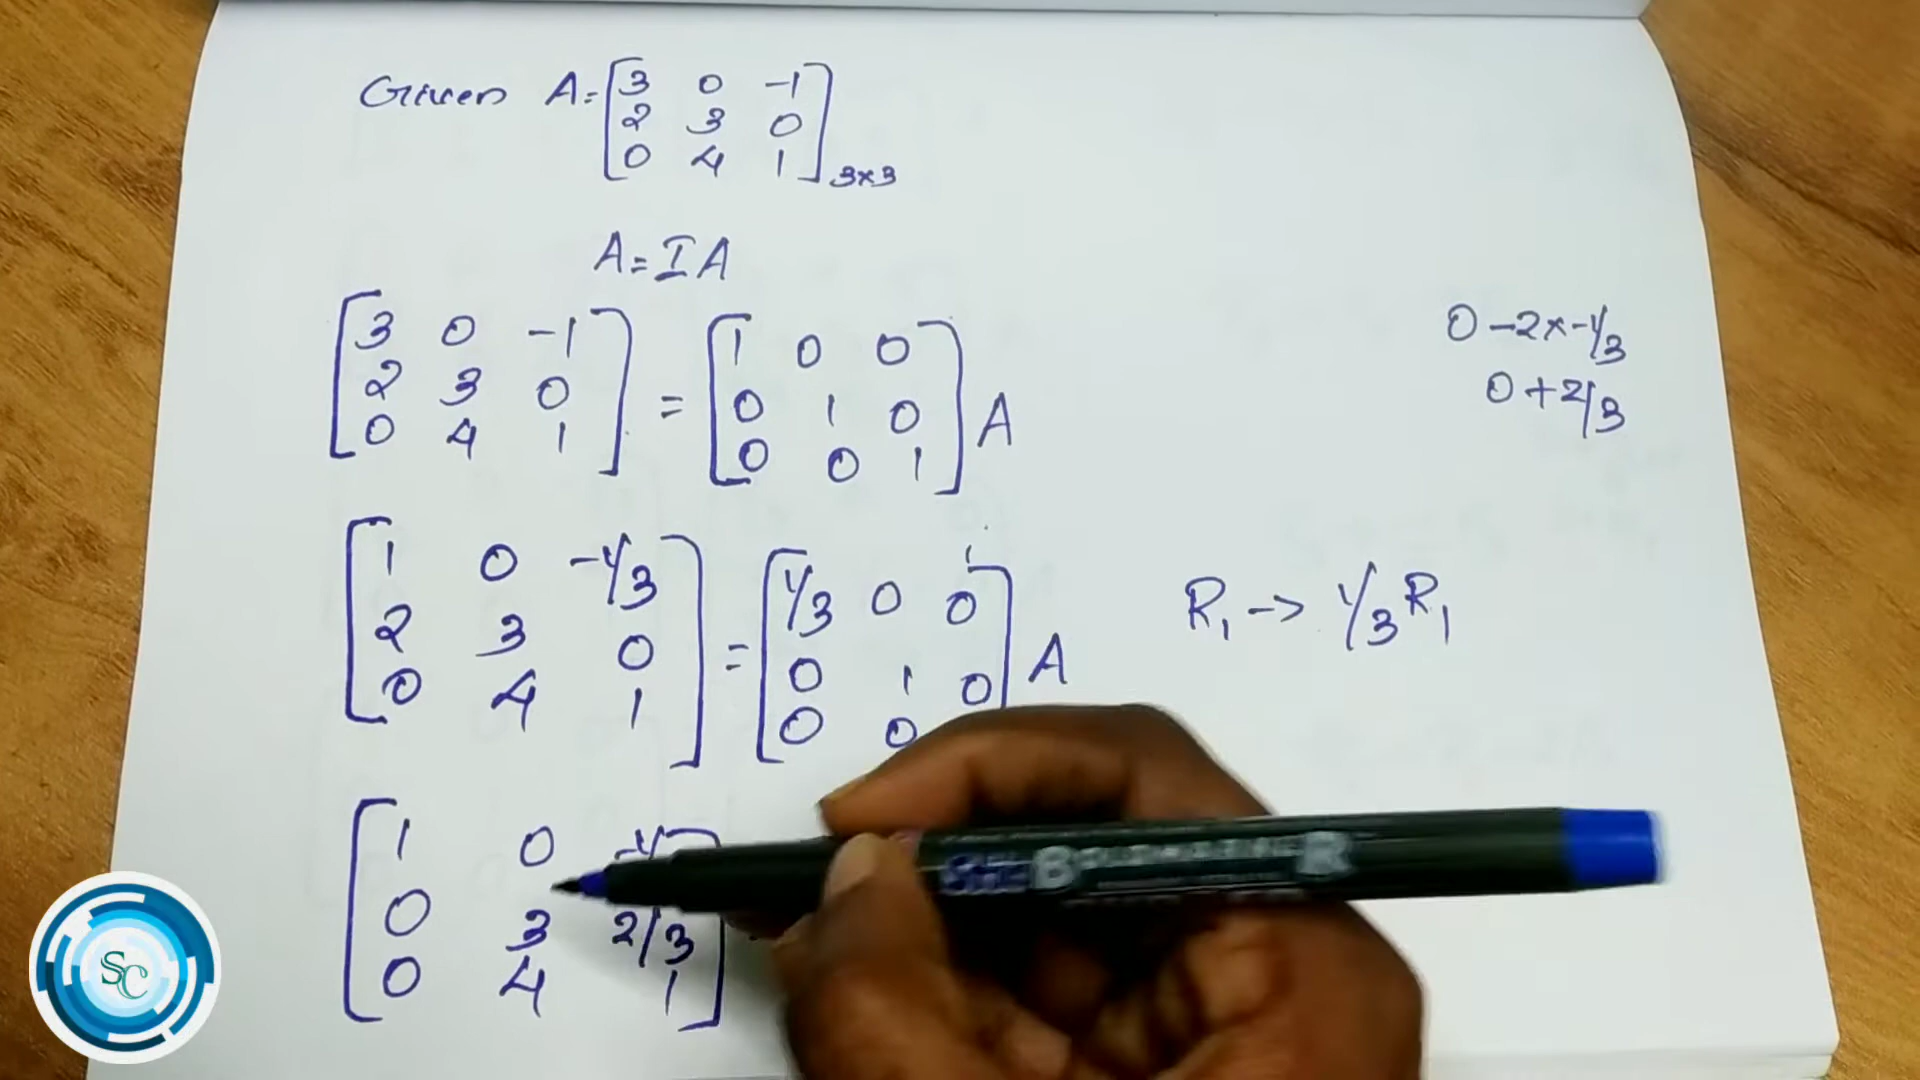 Given A = [3 0 -1
2 3 0
0 4 1] 3×3
A = IA
[3 0 -1
2 3 0
0 4 1] = [1 0 0
0 1 0
0 0 1] A
0 - 2 × -1/3
0 + 2/3
[1 0 -1/3
2 3 0
0 4 1] = [1/3 0 0
0 1 0
0 0 A
R₁ -> 1/3 R₁
[1 0
0 3 2/3
0 4 1]
SC